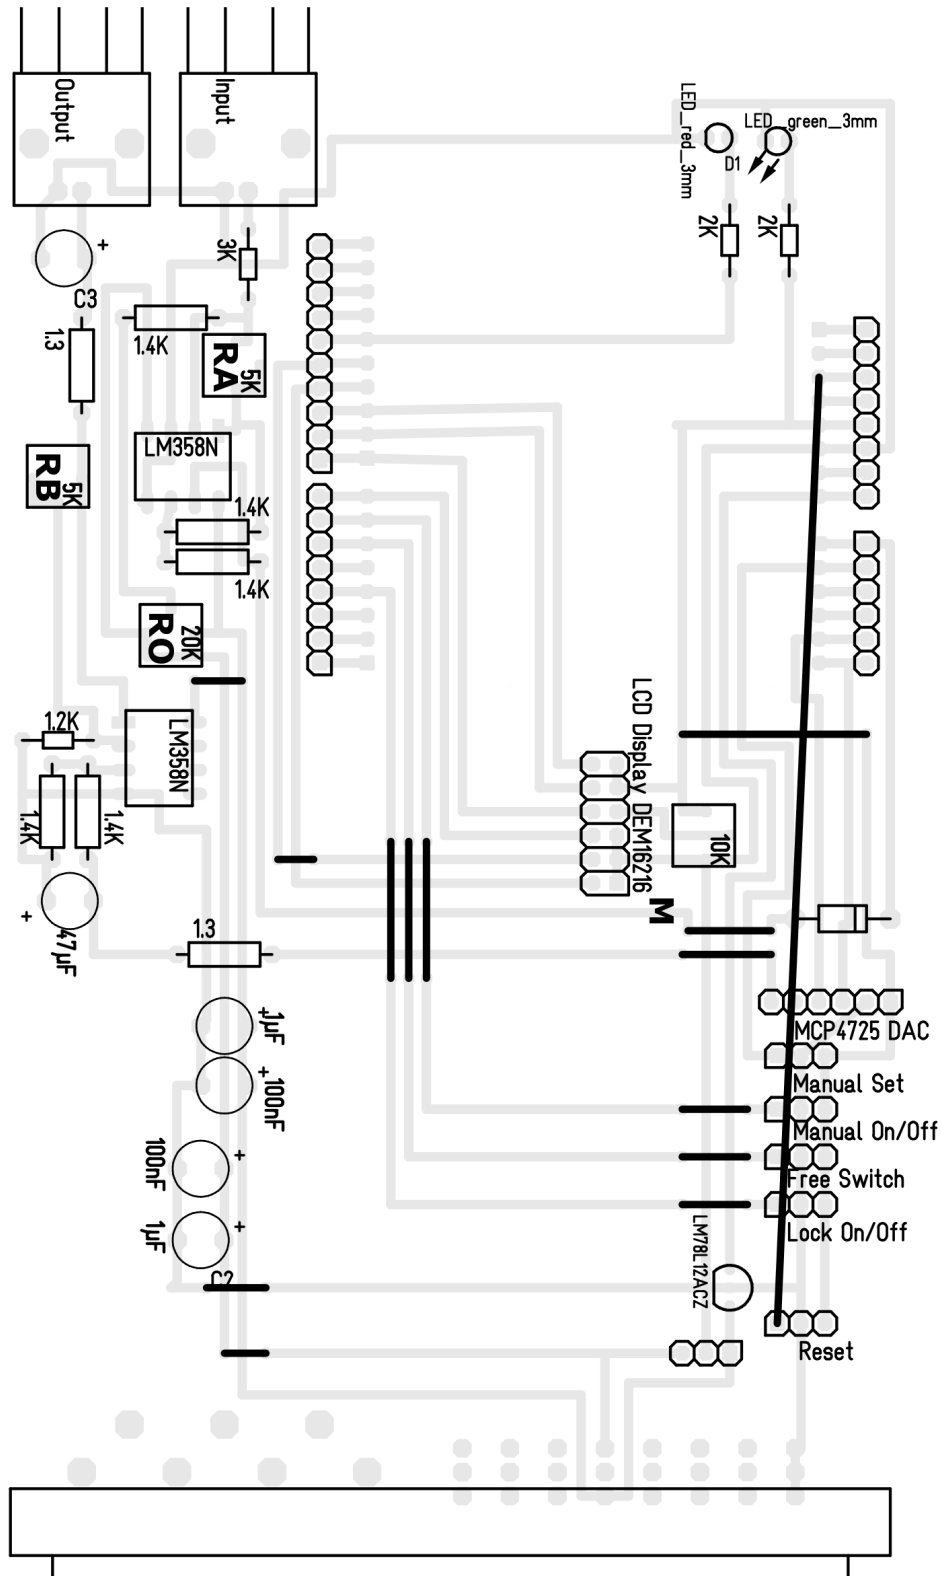 Output
Input
LED_red_3mm
LED_green_3mm
D1
+
C3
3K
2K
2K
1.3
1.4K
RA
5K
LM358N
RB
5K
1.4K
1.4K
RO
20K
1.2K
LM358N
LCD Display DEM16216
1.4K
1.4K
10K
+
47µF
M
1.3
+
1µF
MCP4725 DAC
+
100nF
Manual Set
Manual On/Off
100nF
+
Free Switch
1µF
+
Lock On/Off
C2
LM78L12ACZ
Reset